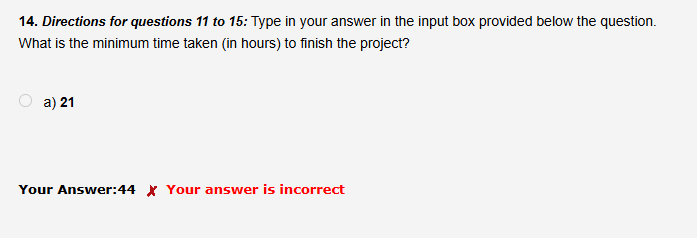 14. Directions for questions 11 to 15: Type in your answer in the input box provided below the question.
What is the minimum time taken (in hours) to finish the project?
a) 21
Your Answer:44 ✗ Your answer is incorrect